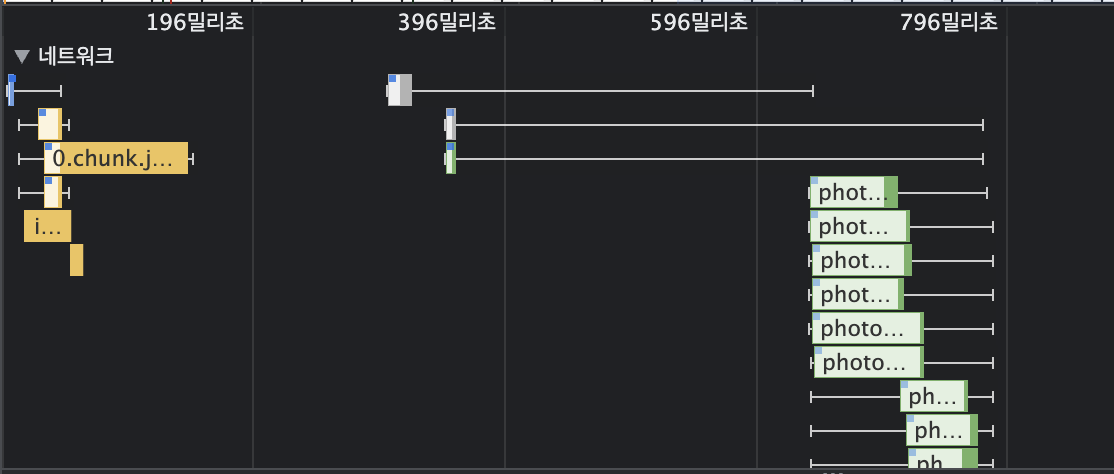 196밀리초 396밀리초 596밀리초 796밀리초
▼ 네트워크
0.chunk.j…
phot…
i… phot…
phot…
phot…
photo…
photo…
ph…
ph…
ph